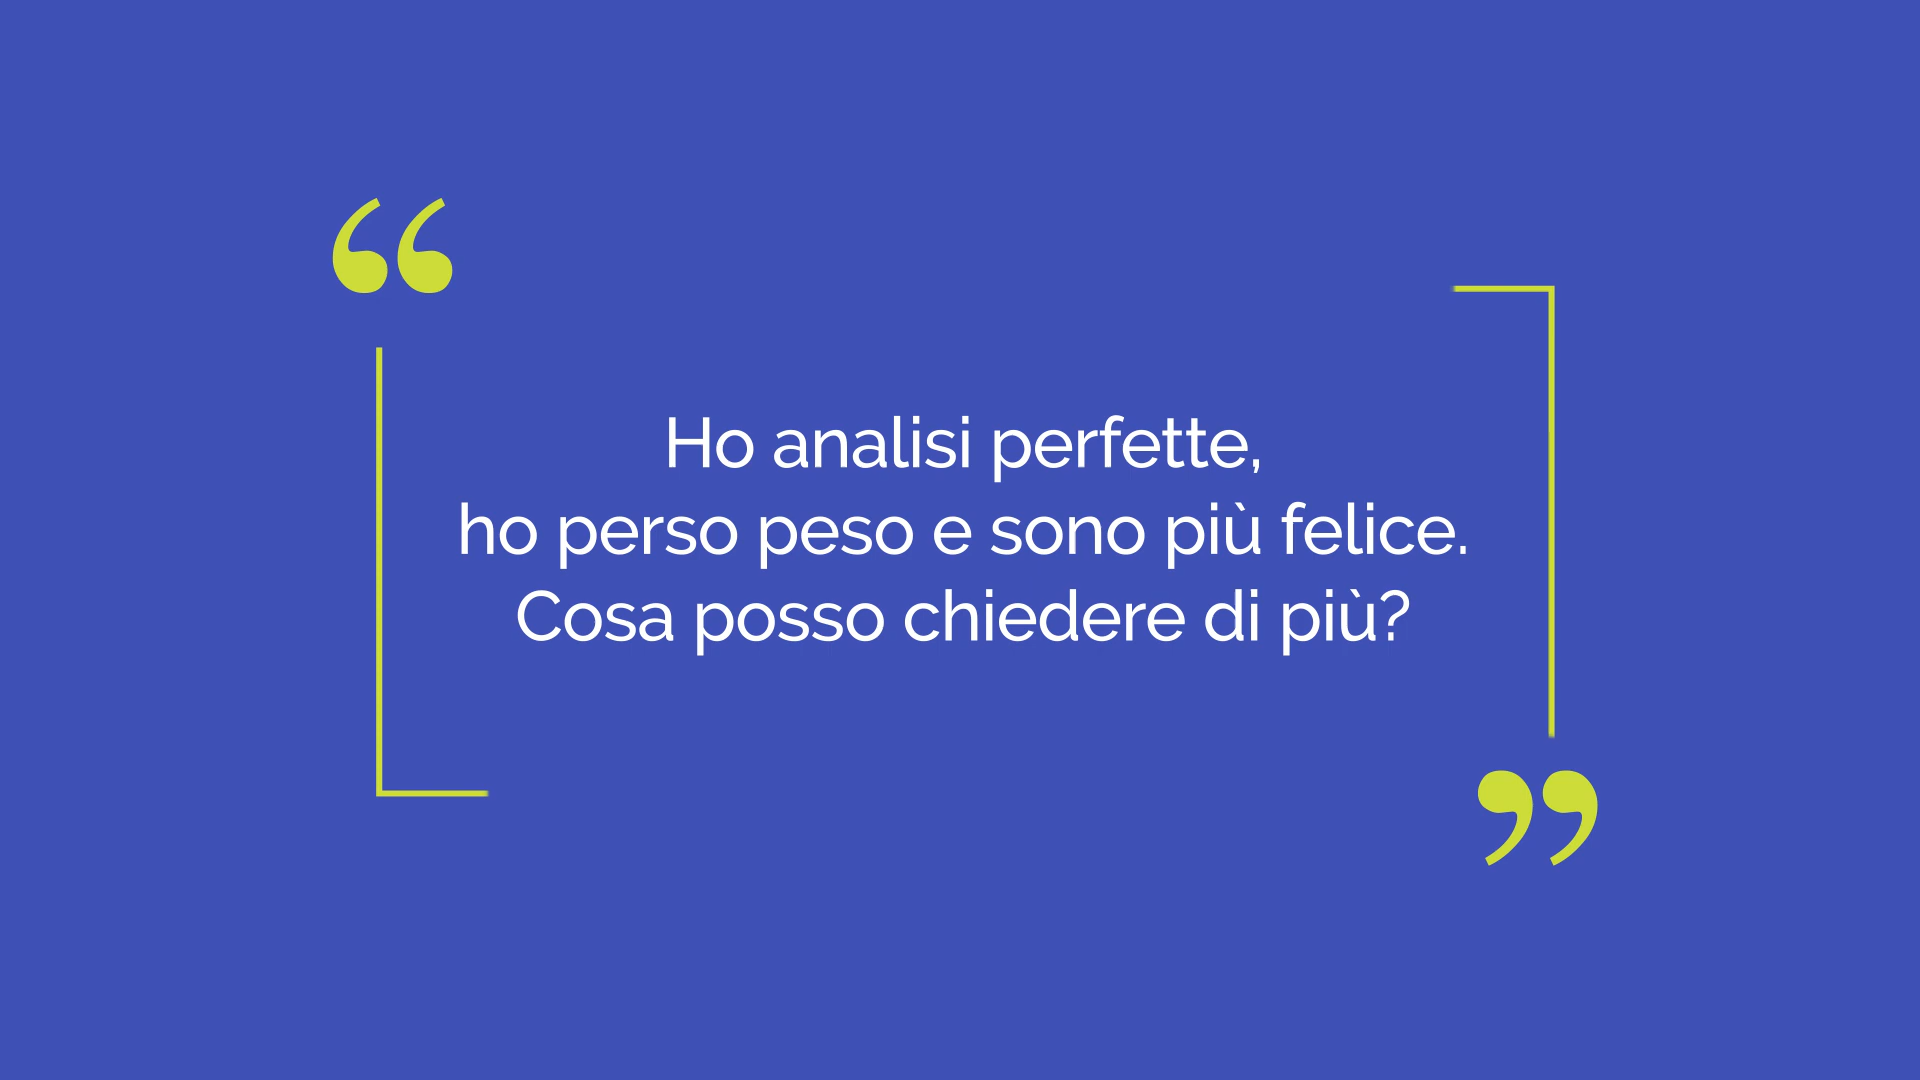 “
Ho analisi perfette,
ho perso peso e sono più felice.
Cosa posso chiedere di più?
”